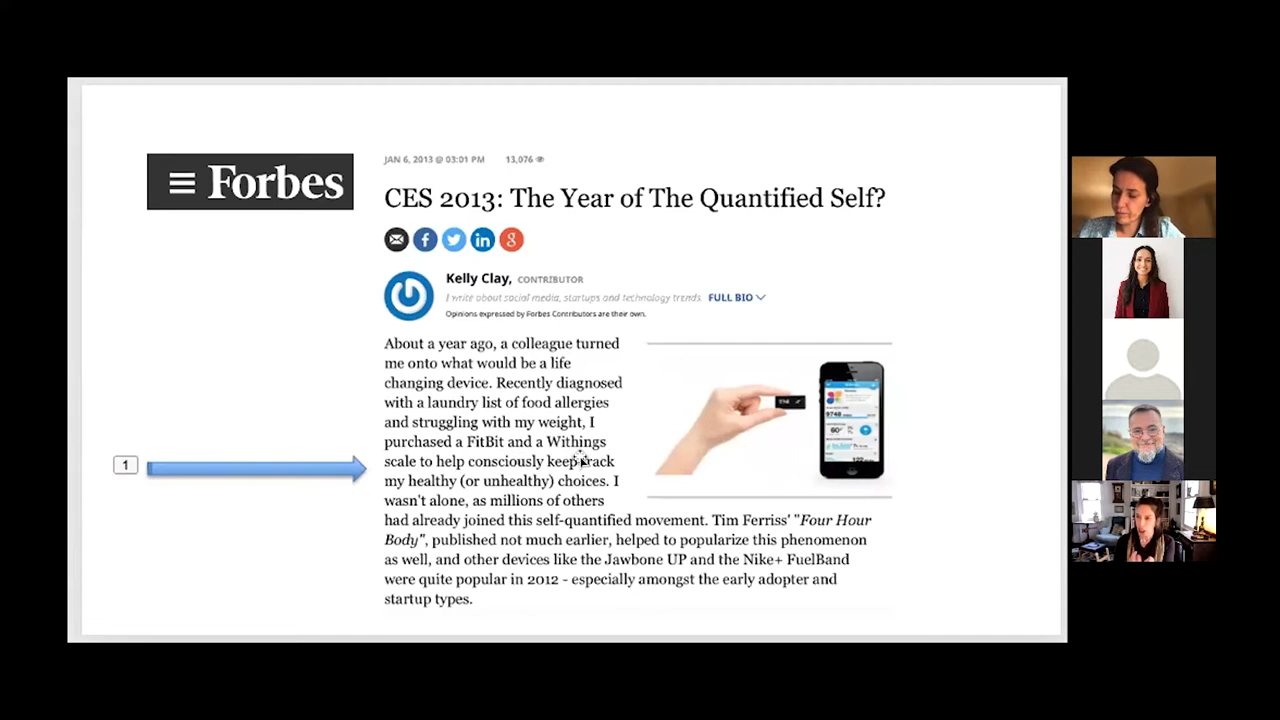 Forbes
JAN 6, 2013 @ 03:01 PM 13,076
CES 2013: The Year of The Quantified Self?
Kelly Clay, CONTRIBUTOR
I write about social media, startups and technology trends. FULL BIO
Opinions expressed by Forbes Contributors are their own.
About a year ago, a colleague turned
me onto what would be a life
changing device. Recently diagnosed
with a laundry list of food allergies
and struggling with my weight, I
purchased a FitBit and a Withings
scale to help consciously keep track
my healthy (or unhealthy) choices. I
wasn't alone, as millions of others
had already joined this self-quantified movement. Tim Ferriss' "Four Hour
Body", published not much earlier, helped to popularize this phenomenon
as well, and other devices like the Jawbone UP and the Nike+ FuelBand
were quite popular in 2012 - especially amongst the early adopter and
startup types.
1
9748
60°